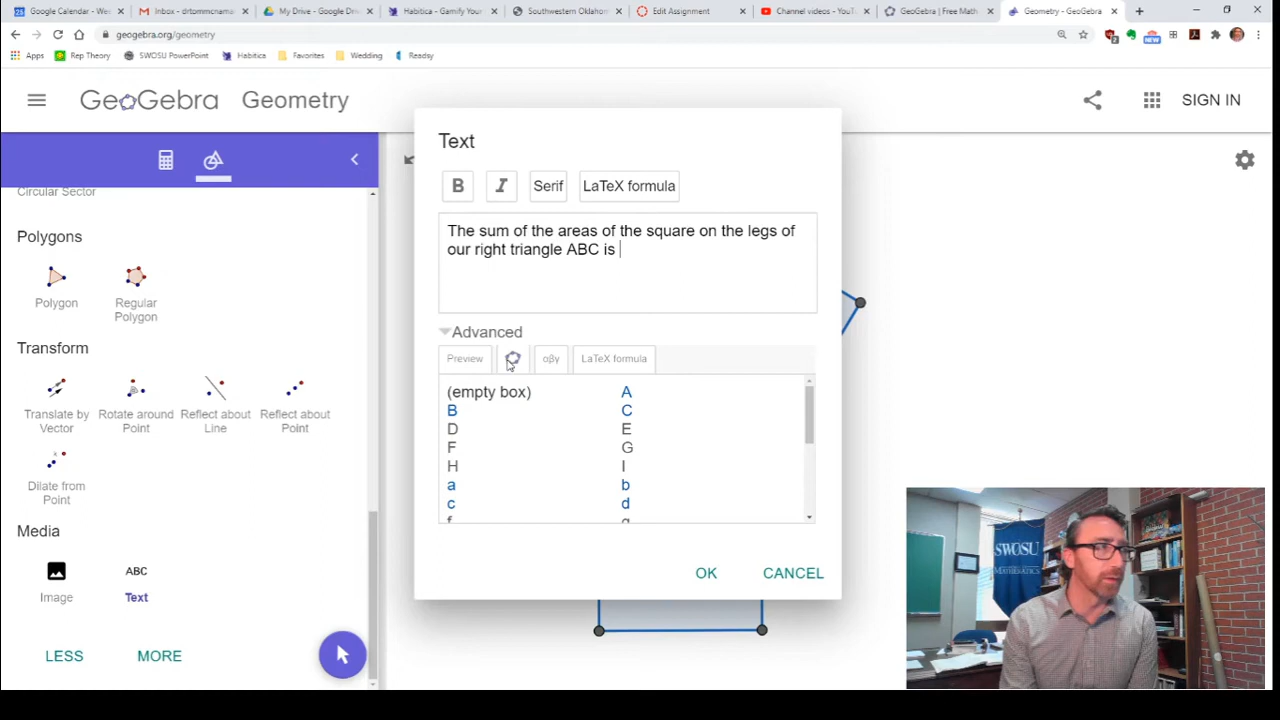 Google Calendar - We
Inbox - drtommcnama
My Drive - Google Driv
Habitica - Gamify Your
Southwestern Oklahom
Edit Assignment
Channel videos - YouT
GeoGebra | Free Math
Geometry - GeoGebra
geogebra.org/geometry
Apps
Rep Theory
SWOSU PowerPoint
Habitica
Favorites
Wedding
Readsy
GeoGebra
Geometry
SIGN IN
Circular Sector
Polygons
Polygon
Regular
Polygon
Transform
Translate by
Vector
Rotate around
Point
Reflect about
Line
Reflect about
Point
Dilate from
Point
Media
Image
ABC
Text
LESS
MORE
Text
B
I
Serif
LaTeX formula
The sum of the areas of the square on the legs of
our right triangle ABC is
Advanced
Preview
αβγ
LaTeX formula
(empty box) A
B C
D E
F G
H I
a b
c d
f g
OK
CANCEL
SWOSU
MATHEMATICS